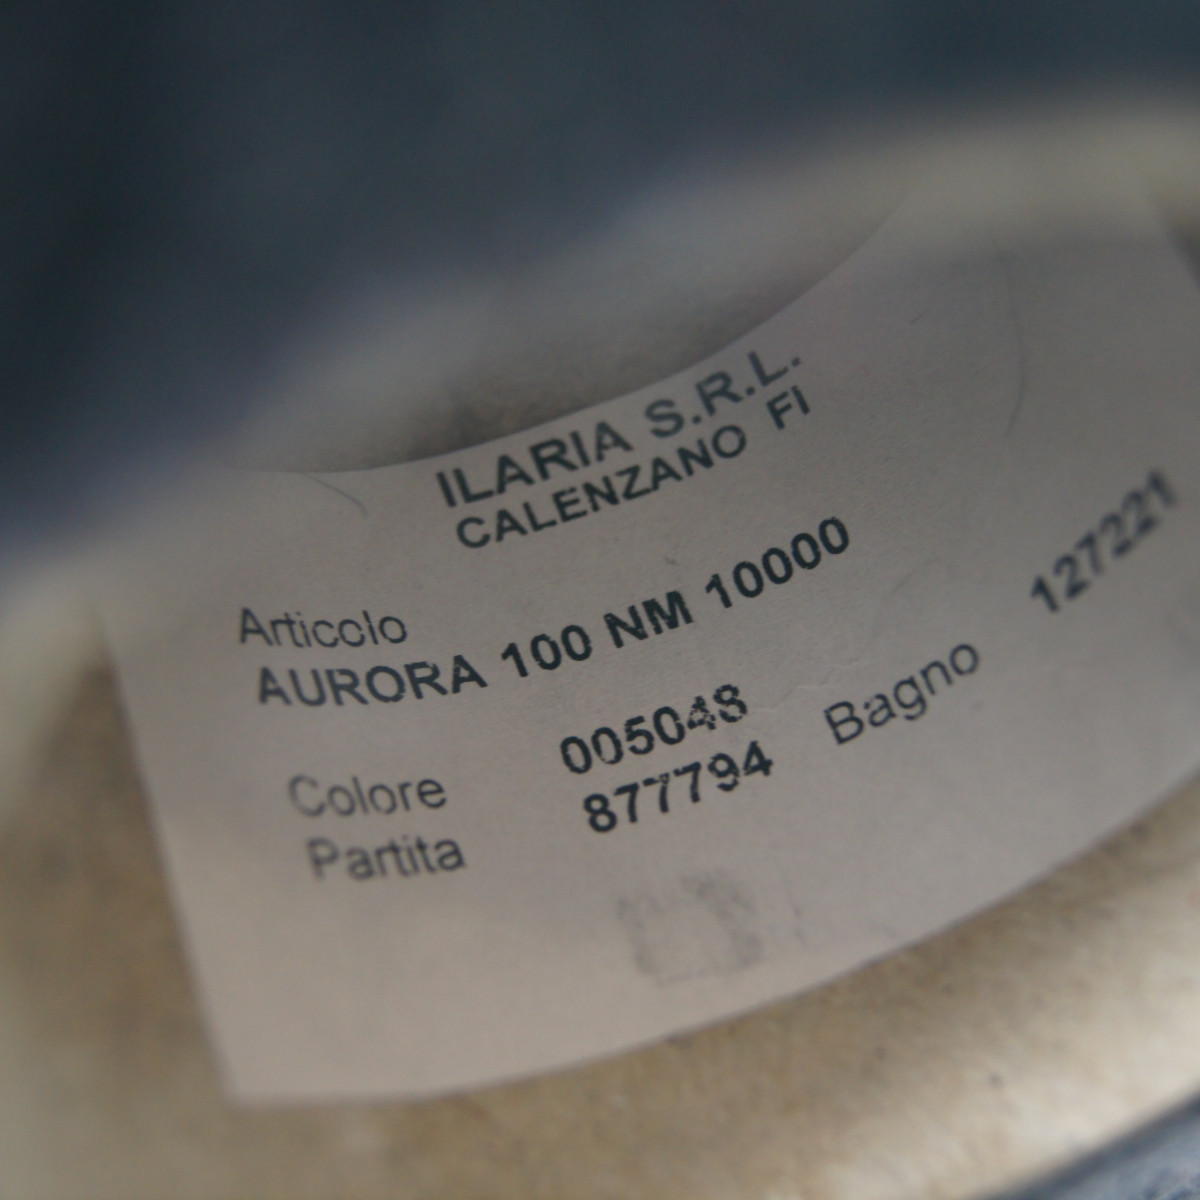 ILARIA S.R.L.
CALENZANO FI
Articolo
AURORA 100 NM 10000
Colore 005048
Partita 877794 Bagno 127221